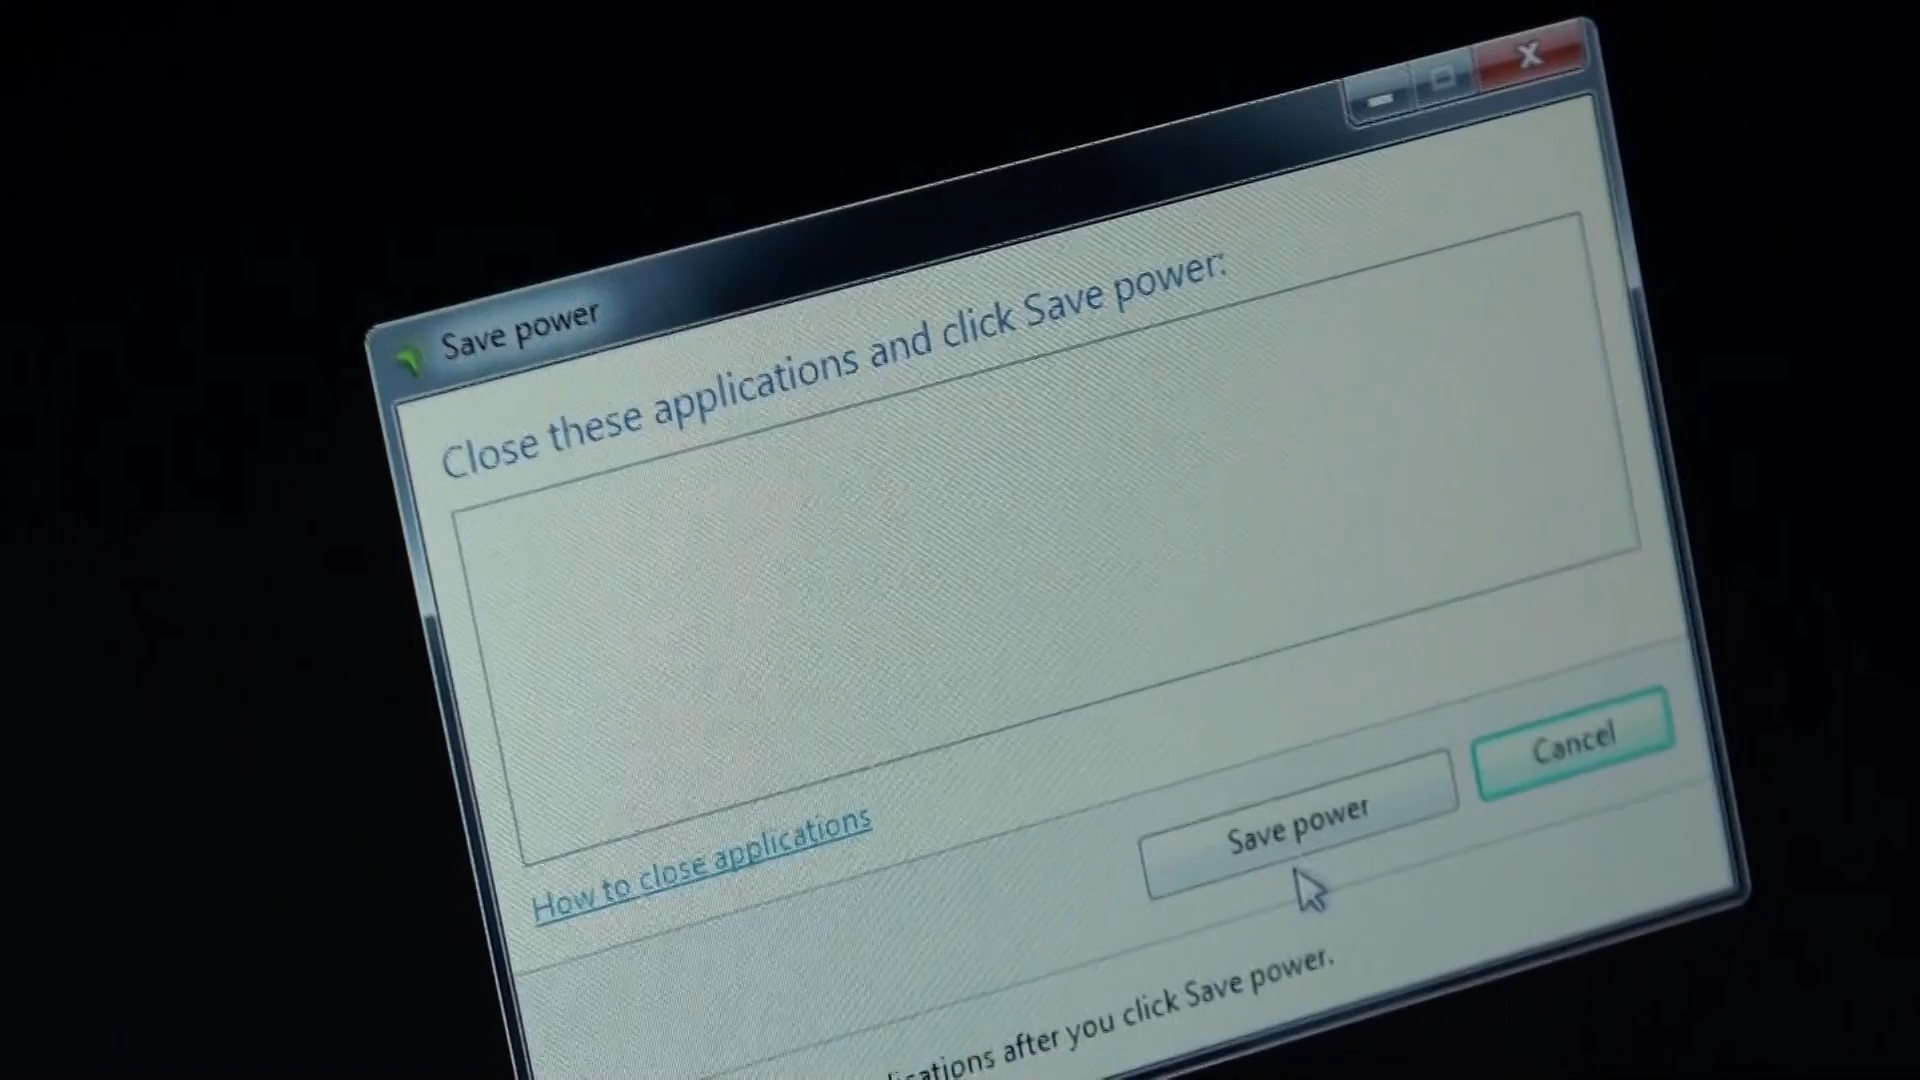 Save power
Close these applications and click Save power:
How to close applications
Save power
Cancel
after you click Save power.